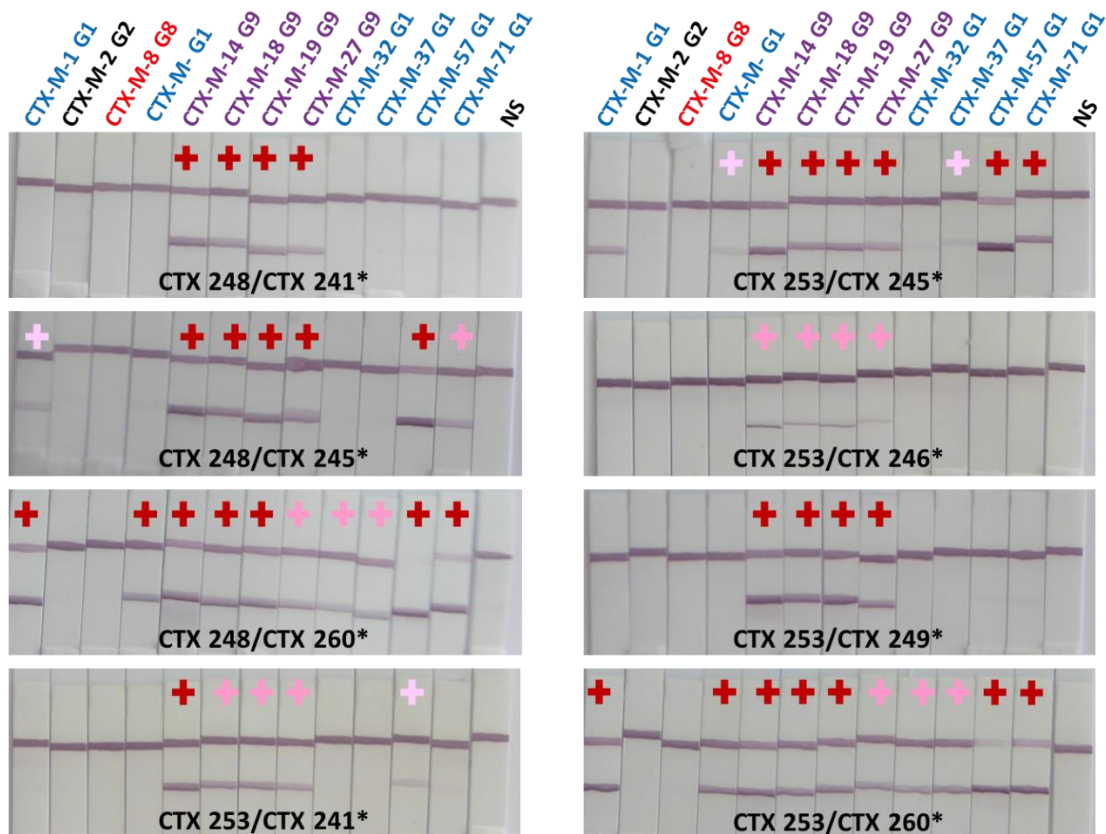 CTX-M-1 G1
CTX-M-2 G2
CTX-M-8 G8
CTX-M- G1
CTX-M-14 G9
CTX-M-18 G9
CTX-M-19 G9
CTX-M-27 G9
CTX-M-32 G1
CTX-M-37 G1
CTX-M-57 G1
CTX-M-71 G1
NS
CTX 248/CTX 241*
CTX 248/CTX 245*
CTX 248/CTX 260*
CTX 253/CTX 241*
CTX-M-1 G1
CTX-M-2 G2
CTX-M-8 G8
CTX-M- G1
CTX-M-14 G9
CTX-M-18 G9
CTX-M-19 G9
CTX-M-27 G9
CTX-M-32 G1
CTX-M-37 G1
CTX-M-57 G1
CTX-M-71 G1
NS
CTX 253/CTX 245*
CTX 253/CTX 246*
CTX 253/CTX 249*
CTX 253/CTX 260*